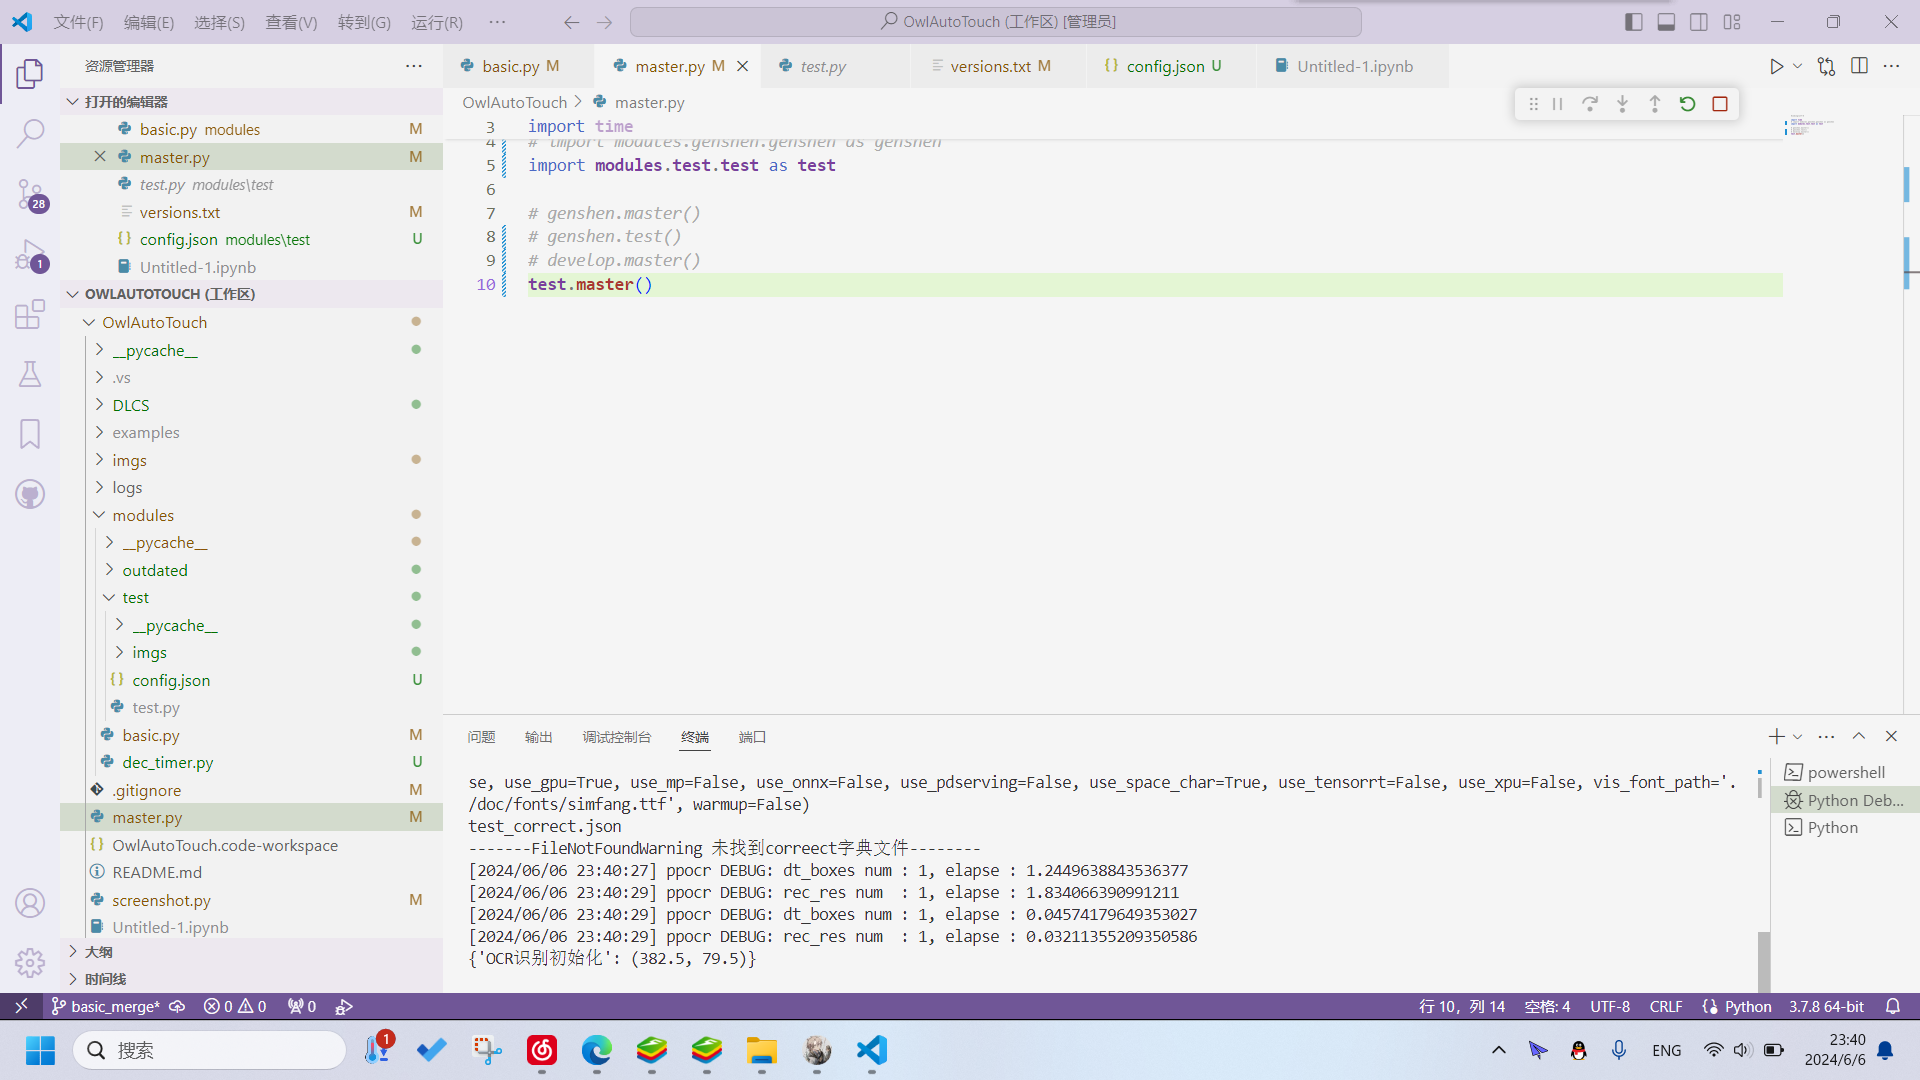 文件(F) 编辑(E) 选择(S) 查看(V) 转到(G) 运行(R) ··· OwlAutoTouch (工作区) [管理员]
资源管理器 ···
basic.py M master.py M test.py versions.txt M config.json U Untitled-1.ipynb
打开的编辑器
basic.py modules M
master.py M
test.py modules\test
versions.txt M
config.json modules\test U
Untitled-1.ipynb
28
1
OWLAUTOTOUCH (工作区)
OwlAutoTouch
__pycache__
.vs
DLCS
examples
imgs
logs
modules
__pycache__
outdated
test
__pycache__
imgs
config.json U
test.py
basic.py M
dec_timer.py U
.gitignore M
master.py M
OwlAutoTouch.code-workspace
README.md
screenshot.py M
Untitled-1.ipynb
大纲
时间线
OwlAutoTouch > master.py
3 import time
4 # import modules.genshen.genshen as genshen
5 import modules.test.test as test
6
7 # genshen.master()
8 # genshen.test()
9 # develop.master()
10 test.master()
问题 输出 调试控制台 终端 端口
se, use_gpu=True, use_mp=False, use_onnx=False, use_pdserving=False, use_space_char=True, use_tensorrt=False, use_xpu=False, vis_font_path='.
/doc/fonts/simfang.ttf', warmup=False)
test_correct.json
-------FileNotFoundWarning 未找到correect字典文件--------
[2024/06/06 23:40:27] ppocr DEBUG: dt_boxes num : 1, elapse : 1.2449638843536377
[2024/06/06 23:40:29] ppocr DEBUG: rec_res num  : 1, elapse : 1.834066390991211
[2024/06/06 23:40:29] ppocr DEBUG: dt_boxes num : 1, elapse : 0.04574179649353027
[2024/06/06 23:40:29] ppocr DEBUG: rec_res num  : 1, elapse : 0.03211355209350586
{'OCR识别初始化': (382.5, 79.5)}
powershell
Python Deb...
Python
basic_merge* 0 0 0 行 10，列 14 空格: 4 UTF-8 CRLF Python 3.7.8 64-bit
搜索 1 ENG 23:40
2024/6/6